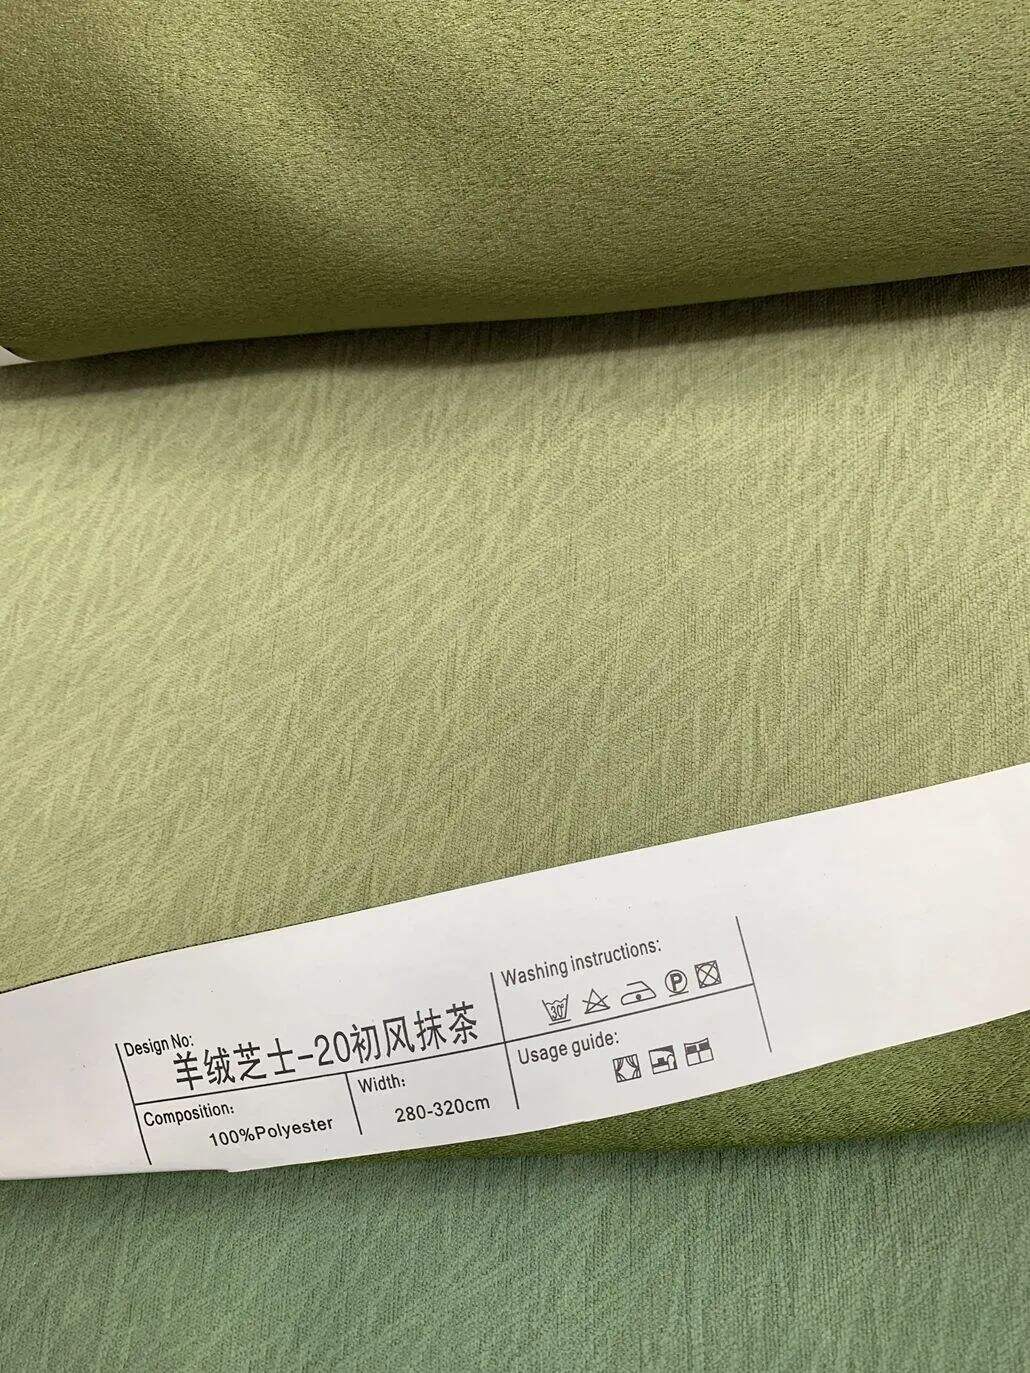 Design No:
羊绒芝士-20初风抹茶
Composition:
100%Polyester
Width:
280-320cm
Washing instructions:
30°
P
Usage guide: